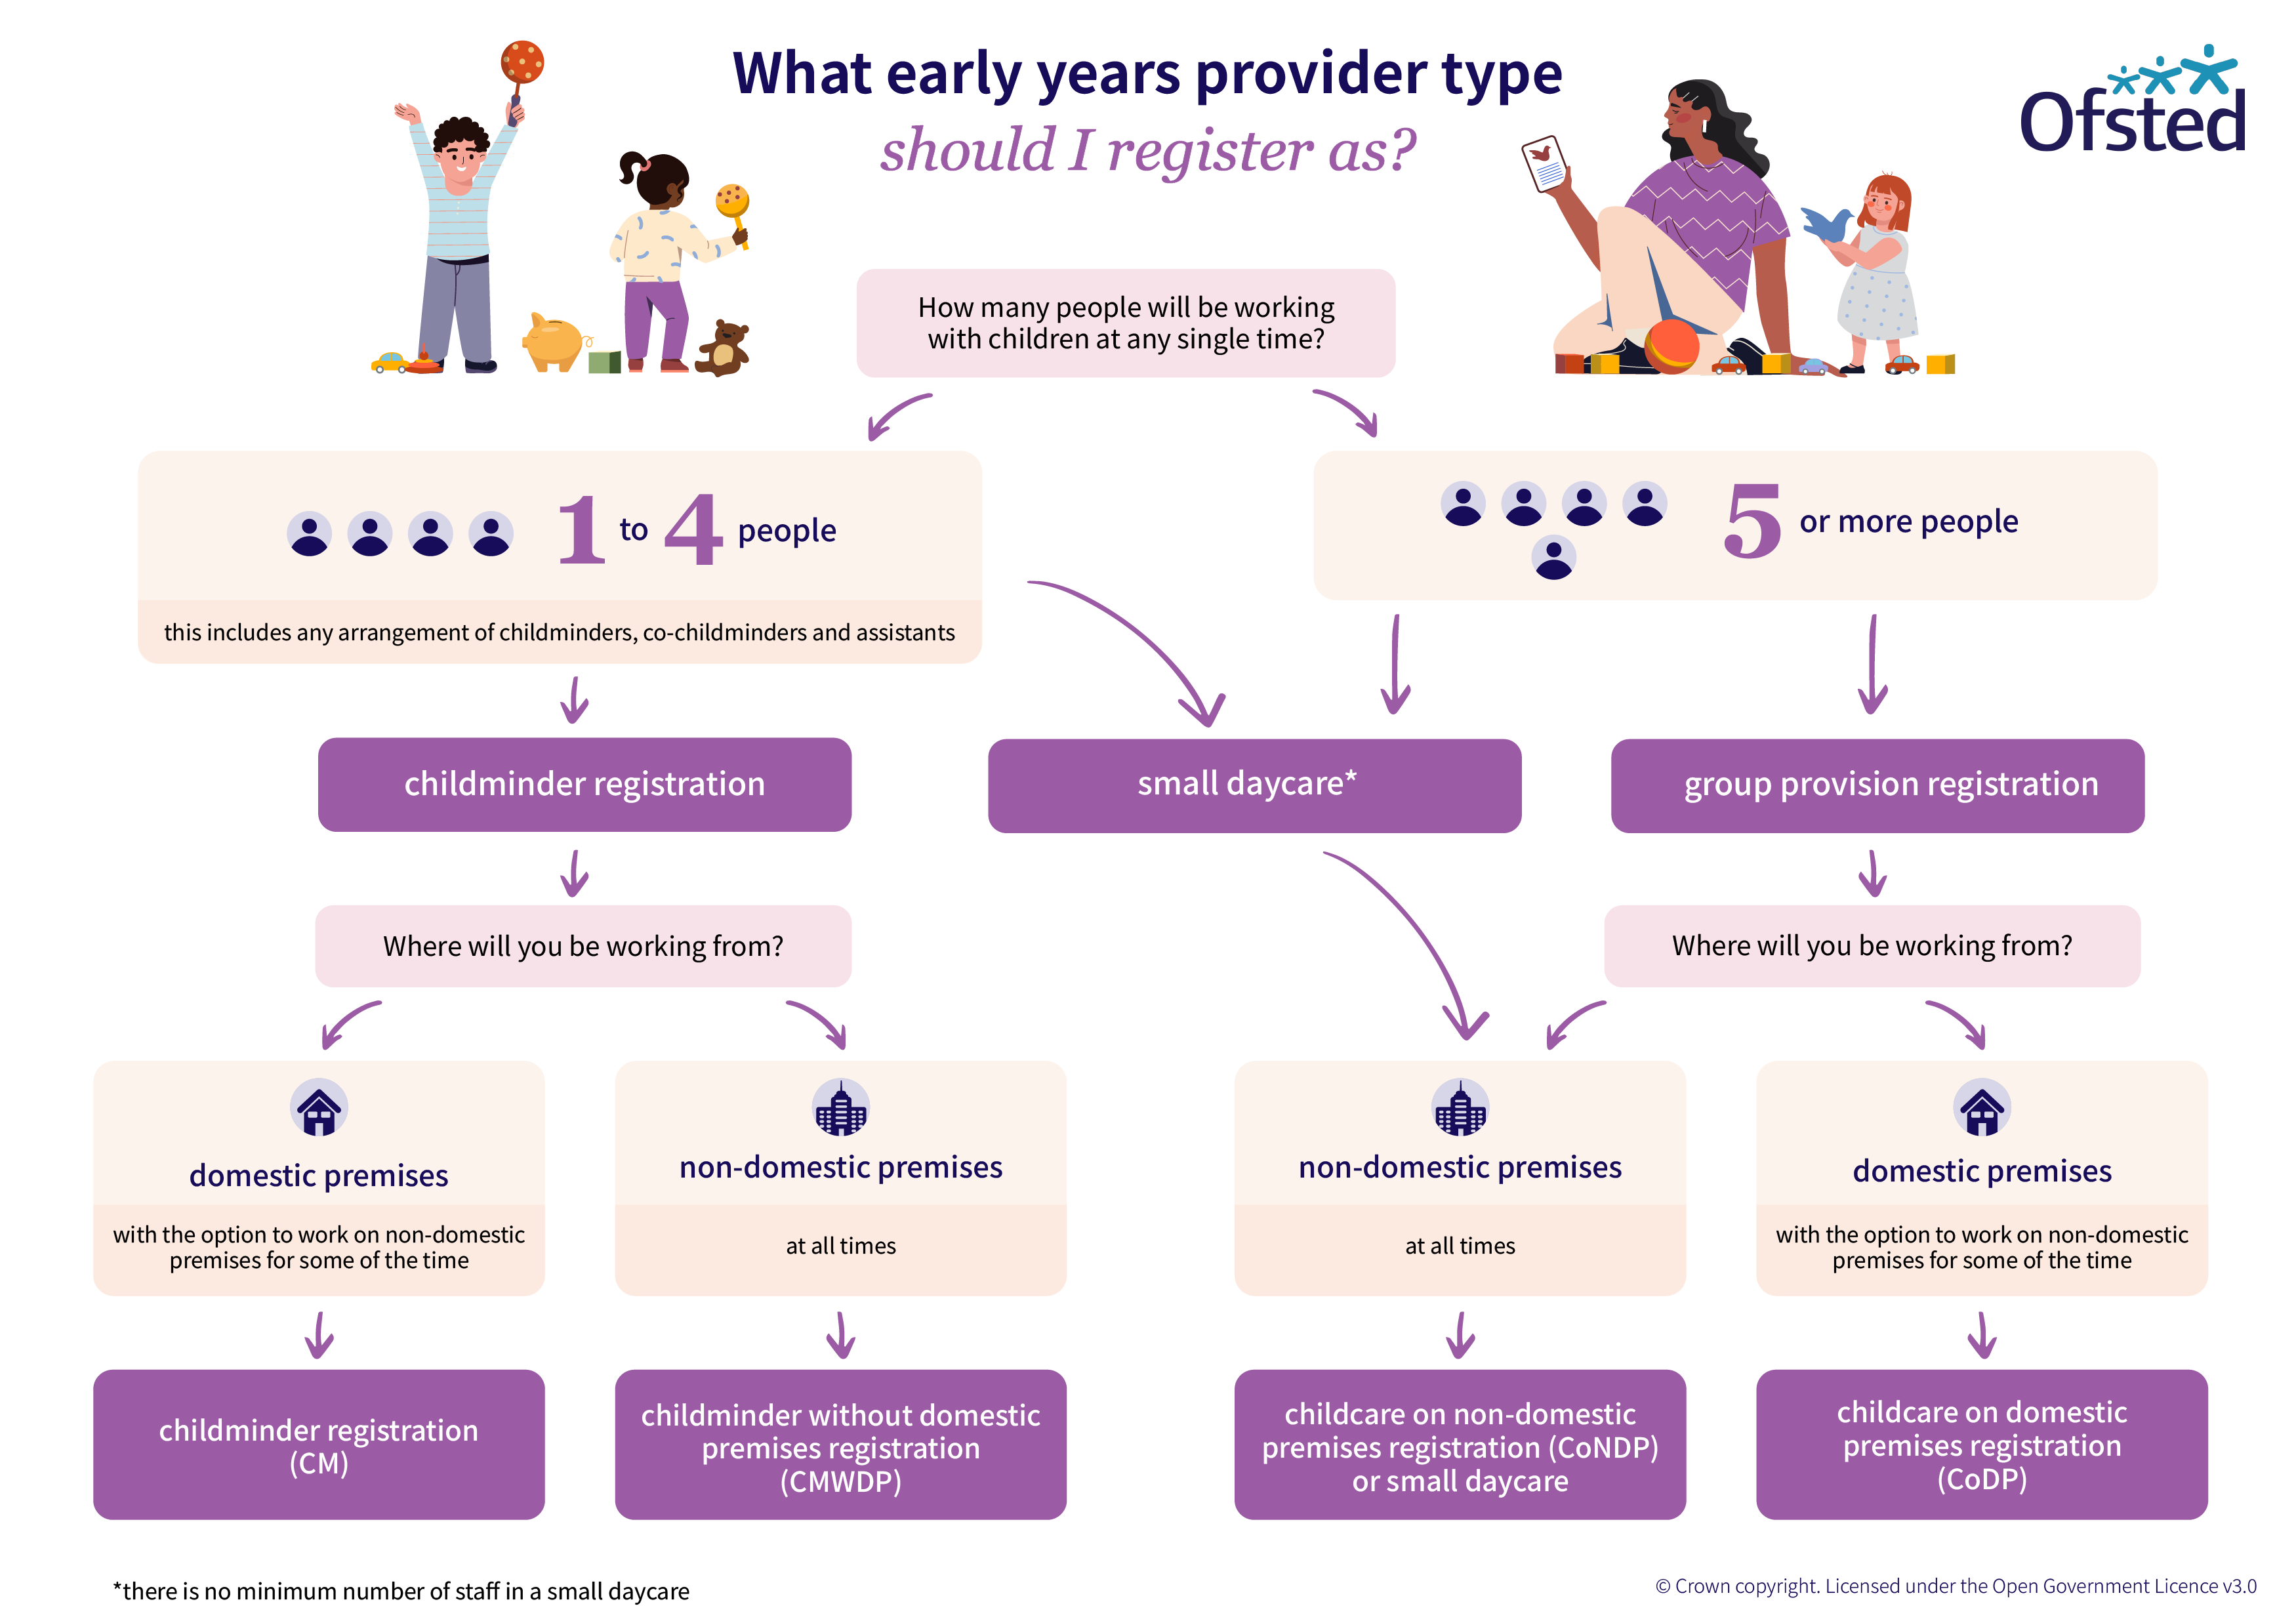 What early years provider type
should I register as?
Ofsted
How many people will be working
with children at any single time?
1 to 4 people
this includes any arrangement of childminders, co-childminders and assistants
5 or more people
childminder registration
small daycare*
group provision registration
Where will you be working from?
Where will you be working from?
domestic premises
with the option to work on non-domestic
premises for some of the time
non-domestic premises
at all times
non-domestic premises
at all times
domestic premises
with the option to work on non-domestic
premises for some of the time
childminder registration
(CM)
childminder without domestic
premises registration
(CMWDP)
childcare on non-domestic
premises registration (CoNDP)
or small daycare
childcare on domestic
premises registration
(CoDP)
*there is no minimum number of staff in a small daycare
© Crown copyright. Licensed under the Open Government Licence v3.0